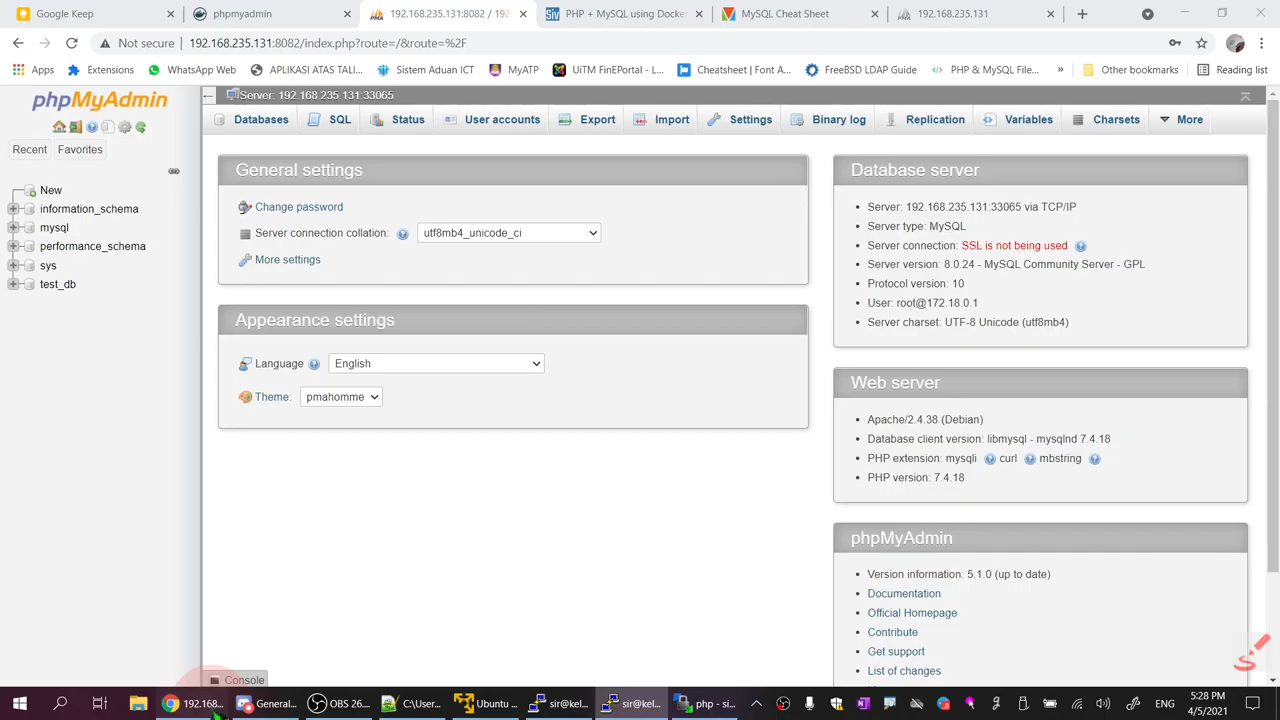 Google Keep
phpmyadmin
192.168.235.131:8082 / 192
PHP + MySQL using Docker
MySQL Cheat Sheet
192.168.235.131
Not secure
192.168.235.131:8082/index.php?route=/&route=%2F
Apps
Extensions
WhatsApp Web
APLIKASI ATAS TALI...
Sistem Aduan ICT
MyATP
UiTM FinEPortal - L...
Cheatsheet | Font A...
FreeBSD LDAP Guide
PHP & MySQL File...
»
Other bookmarks
Reading list
phpMyAdmin
Recent
Favorites
New
information_schema
mysql
performance_schema
sys
test_db
Server: 192.168.235.131:33065
Databases
SQL
Status
User accounts
Export
Import
Settings
Binary log
Replication
Variables
Charsets
More
General settings
Change password
Server connection collation:
utf8mb4_unicode_ci
More settings
Appearance settings
Language
English
Theme:
pmahomme
Database server
Server: 192.168.235.131:33065 via TCP/IP
Server type: MySQL
Server connection: SSL is not being used
Server version: 8.0.24 - MySQL Community Server - GPL
Protocol version: 10
User: root@172.18.0.1
Server charset: UTF-8 Unicode (utf8mb4)
Web server
Apache/2.4.38 (Debian)
Database client version: libmysql - mysqlnd 7.4.18
PHP extension: mysqli curl mbstring
PHP version: 7.4.18
phpMyAdmin
Version information: 5.1.0 (up to date)
Documentation
Official Homepage
Contribute
Get support
List of changes
Console
192.168...
General...
OBS 26...
C:\User...
Ubuntu ...
sir@kel...
sir@kel...
php - si...
ENG
5:28 PM
4/5/2021